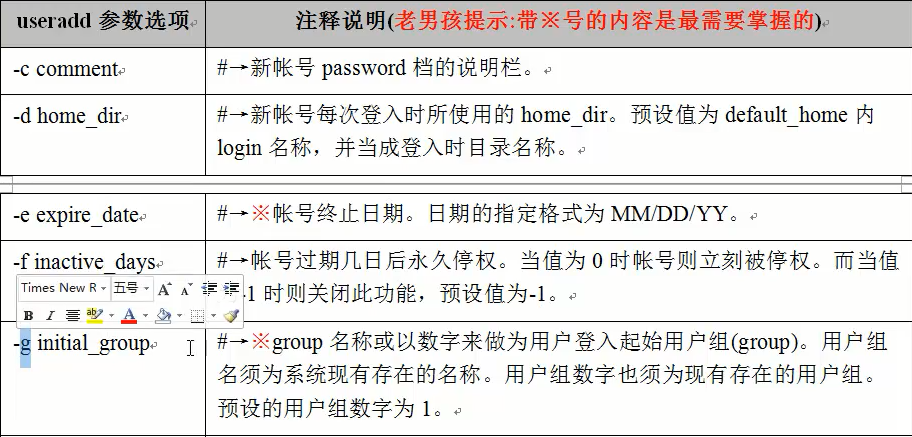 useradd 参数选项
注释说明(老男孩提示:带※号的内容是最需要掌握的)
-c comment
#→新帐号 password 档的说明栏。
-d home_dir
#→新帐号每次登入时所使用的 home_dir。预设值为 default_home 内
login 名称，并当成登入时目录名称。
-e expire_date
#→※帐号终止日期。日期的指定格式为 MM/DD/YY。
-f inactive_days
#→帐号过期几日后永久停权。当值为 0 时帐号则立刻被停权。而当值
-1 时则关闭此功能，预设值为-1。
Times New R 五号 A A
B I ab A
-g initial_group
#→※group 名称或以数字来做为用户登入起始用户组(group)。用户组
名须为系统现有存在的名称。用户组数字也须为现有存在的用户组。
预设的用户组数字为 1。